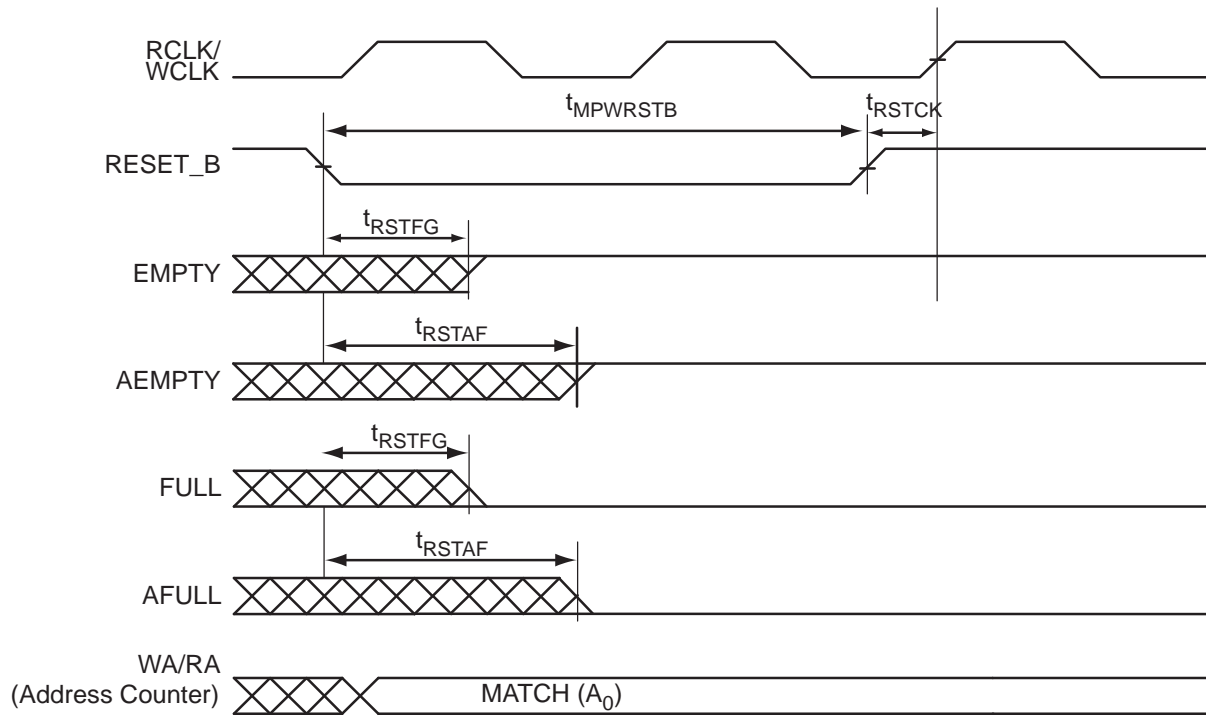 RCLK/
WCLK
tMPWRSTB
tRSTCK
RESET_B
tRSTFG
EMPTY
tRSTAF
AEMPTY
tRSTFG
FULL
tRSTAF
AFULL
WA/RA
(Address Counter)
MATCH (A0)